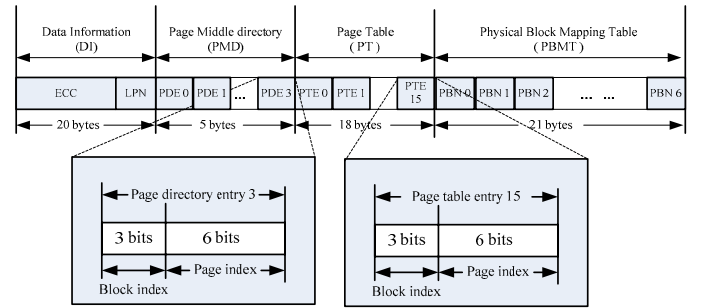 Data Information
(DI)
Page Middle directory
(PMD)
Page Table
( PT )
Physical Block Mapping Table
( PBMT )
ECC
LPN
PDE 0
PDE 1
...
PDE 3
PTE 0
PTE 1
PTE
15
PBN 0
PBN 1
PBN 2
... ...
PBN 6
20 bytes
5 bytes
18 bytes
21 bytes
Page directory entry 3
3 bits
6 bits
Page index
Block index
Page table entry 15
3 bits
6 bits
Page index
Block index